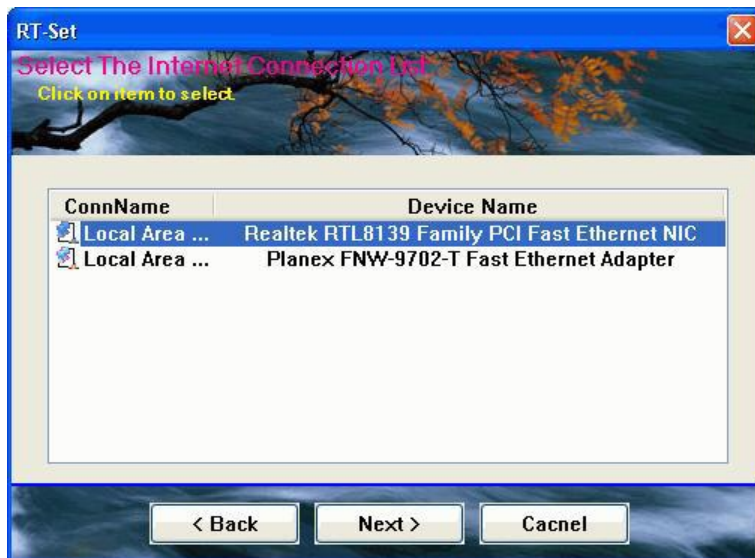 RT-Set
Select The Internet Connection List.
Click on item to select.
ConnName Device Name
Local Area ... Realtek RTL8139 Family PCI Fast Ethernet NIC
Local Area ... Planex FNW-9702-T Fast Ethernet Adapter
< Back Next > Cacnel